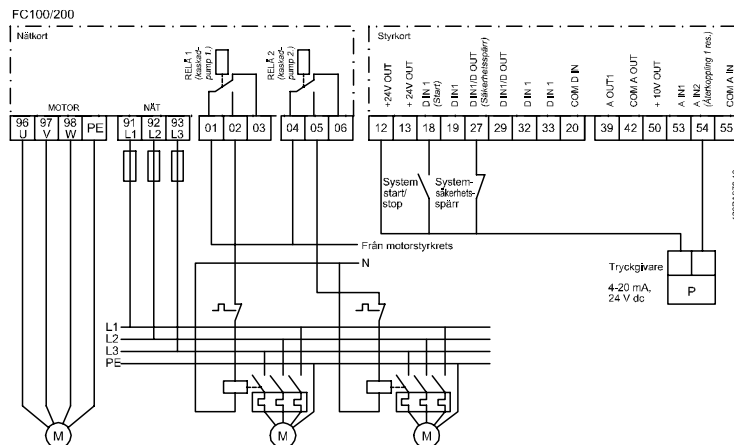 FC100/200
Nätkort
Styrkort
RELÄ 1
(kaskad-
pump 1.)
RELÄ 2
(kaskad-
pump 2.)
+24V OUT
+ 24V OUT
D IN 1
(Start)
D IN1
D IN1/D OUT
(Säkerhetsspärr)
D IN1/D OUT
D IN 1
D IN 1
COM D IN
A OUT1
COM A OUT
+ 10V OUT
A IN1
A IN2
(Återkoppling 1 res.)
COM A IN
MOTOR
NÄT
96 97 98 PE
U V W
91 92 93
L1 L2 L3
01 02 03
04 05 06
12 13 18 19 27 29 32 33 20
39 42 50 53 54 55
System
start/
stop
System-
säkerhets-
spärr
Från motorstyrkrets
N
Tryckgivare
4-20 mA,
24 V dc
P
L1
L2
L3
PE
M
M
M